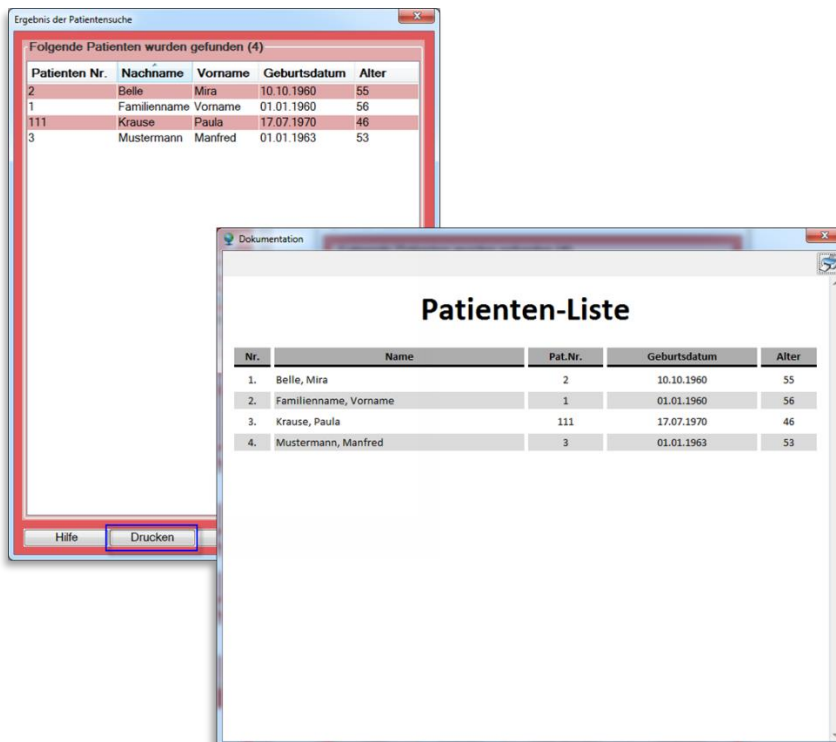 Ergebnis der Patientensuche
Folgende Patienten wurden gefunden (4)
Patienten Nr. Nachname Vorname Geburtsdatum Alter
2 Belle Mira 10.10.1960 55
1 Familienname Vorname 01.01.1960 56
111 Krause Paula 17.07.1970 46
3 Mustermann Manfred 01.01.1963 53
Hilfe Drucken
Dokumentation
Patienten-Liste
Nr. Name Pat.Nr. Geburtsdatum Alter
1. Belle, Mira 2 10.10.1960 55
2. Familienname, Vorname 1 01.01.1960 56
3. Krause, Paula 111 17.07.1970 46
4. Mustermann, Manfred 3 01.01.1963 53